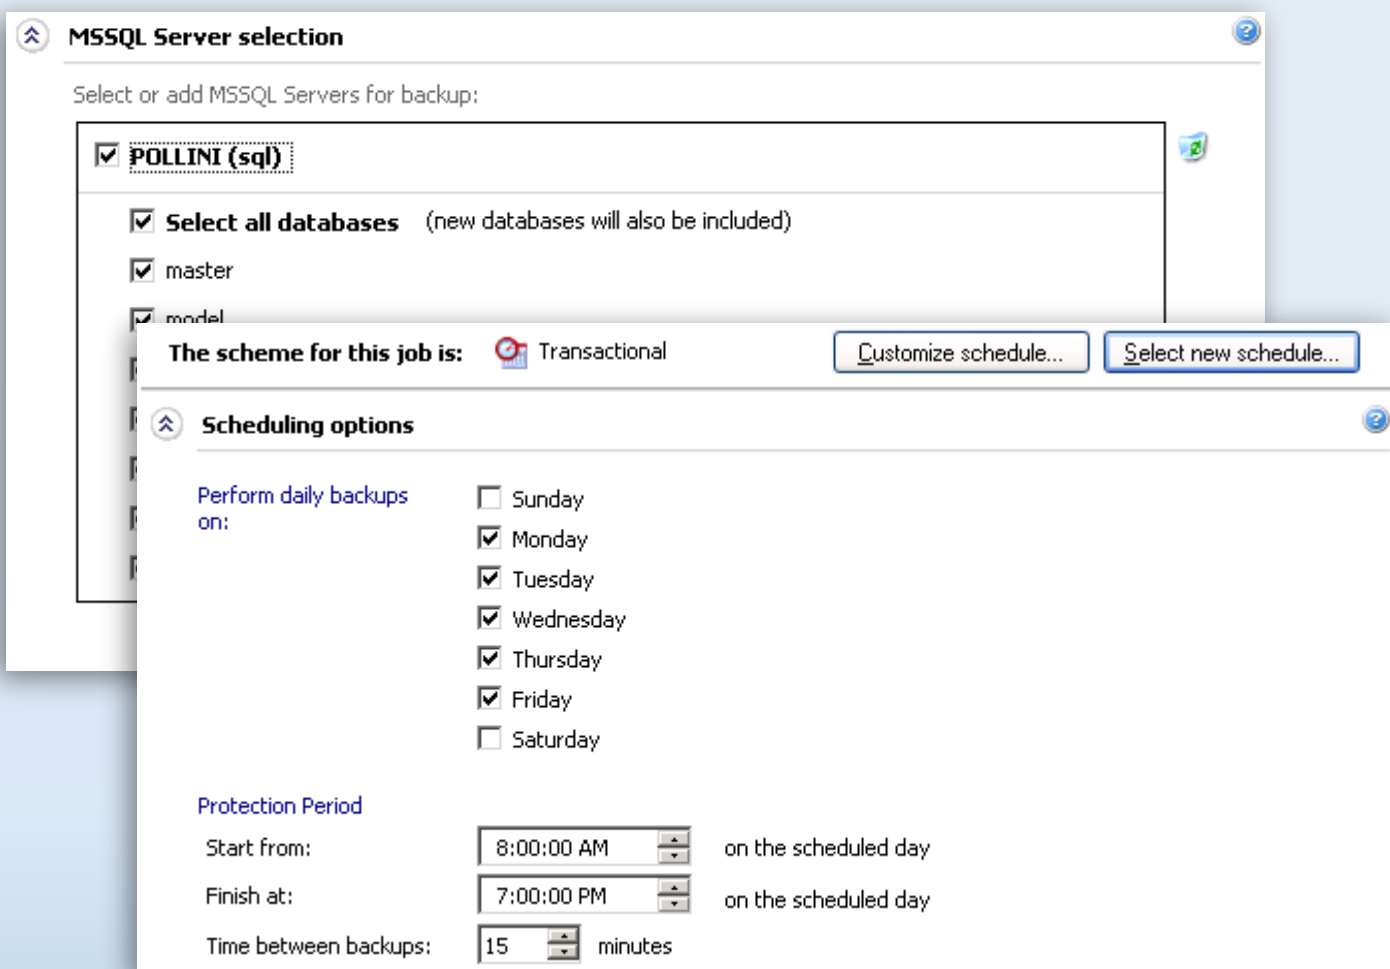 MSSQL Server selection
Select or add MSSQL Servers for backup:
POLLINI (sql)
Select all databases (new databases will also be included)
master
model
The scheme for this job is: Transactional Customize schedule... Select new schedule...
Scheduling options
Perform daily backups on:
Sunday
Monday
Tuesday
Wednesday
Thursday
Friday
Saturday
Protection Period
Start from: 8:00:00 AM on the scheduled day
Finish at: 7:00:00 PM on the scheduled day
Time between backups: 15 minutes